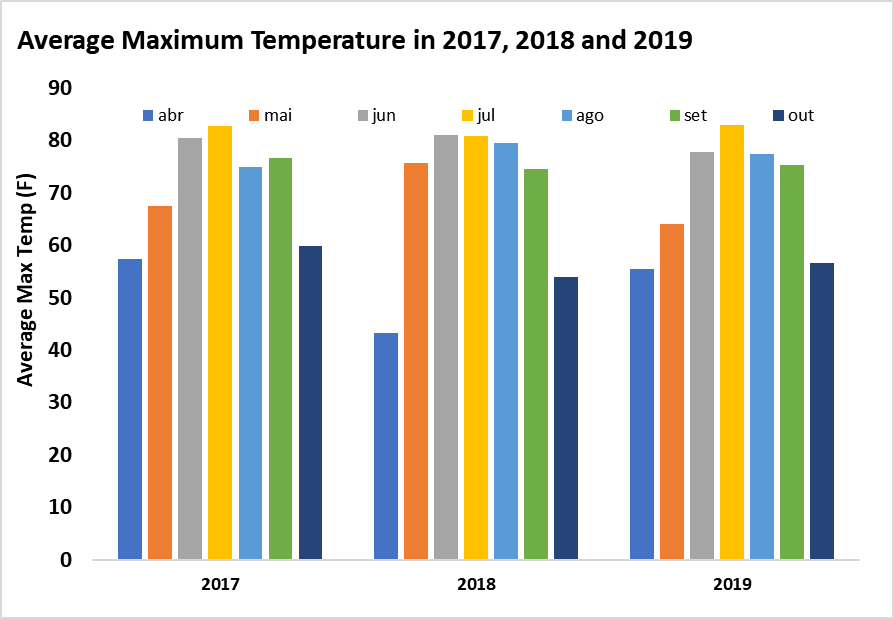 Average Maximum Temperature in 2017, 2018 and 2019
90
abr mai jun jul ago set out
80
70
60
50
40
30
20
10
0
Average Max Temp (F)
2017 2018 2019